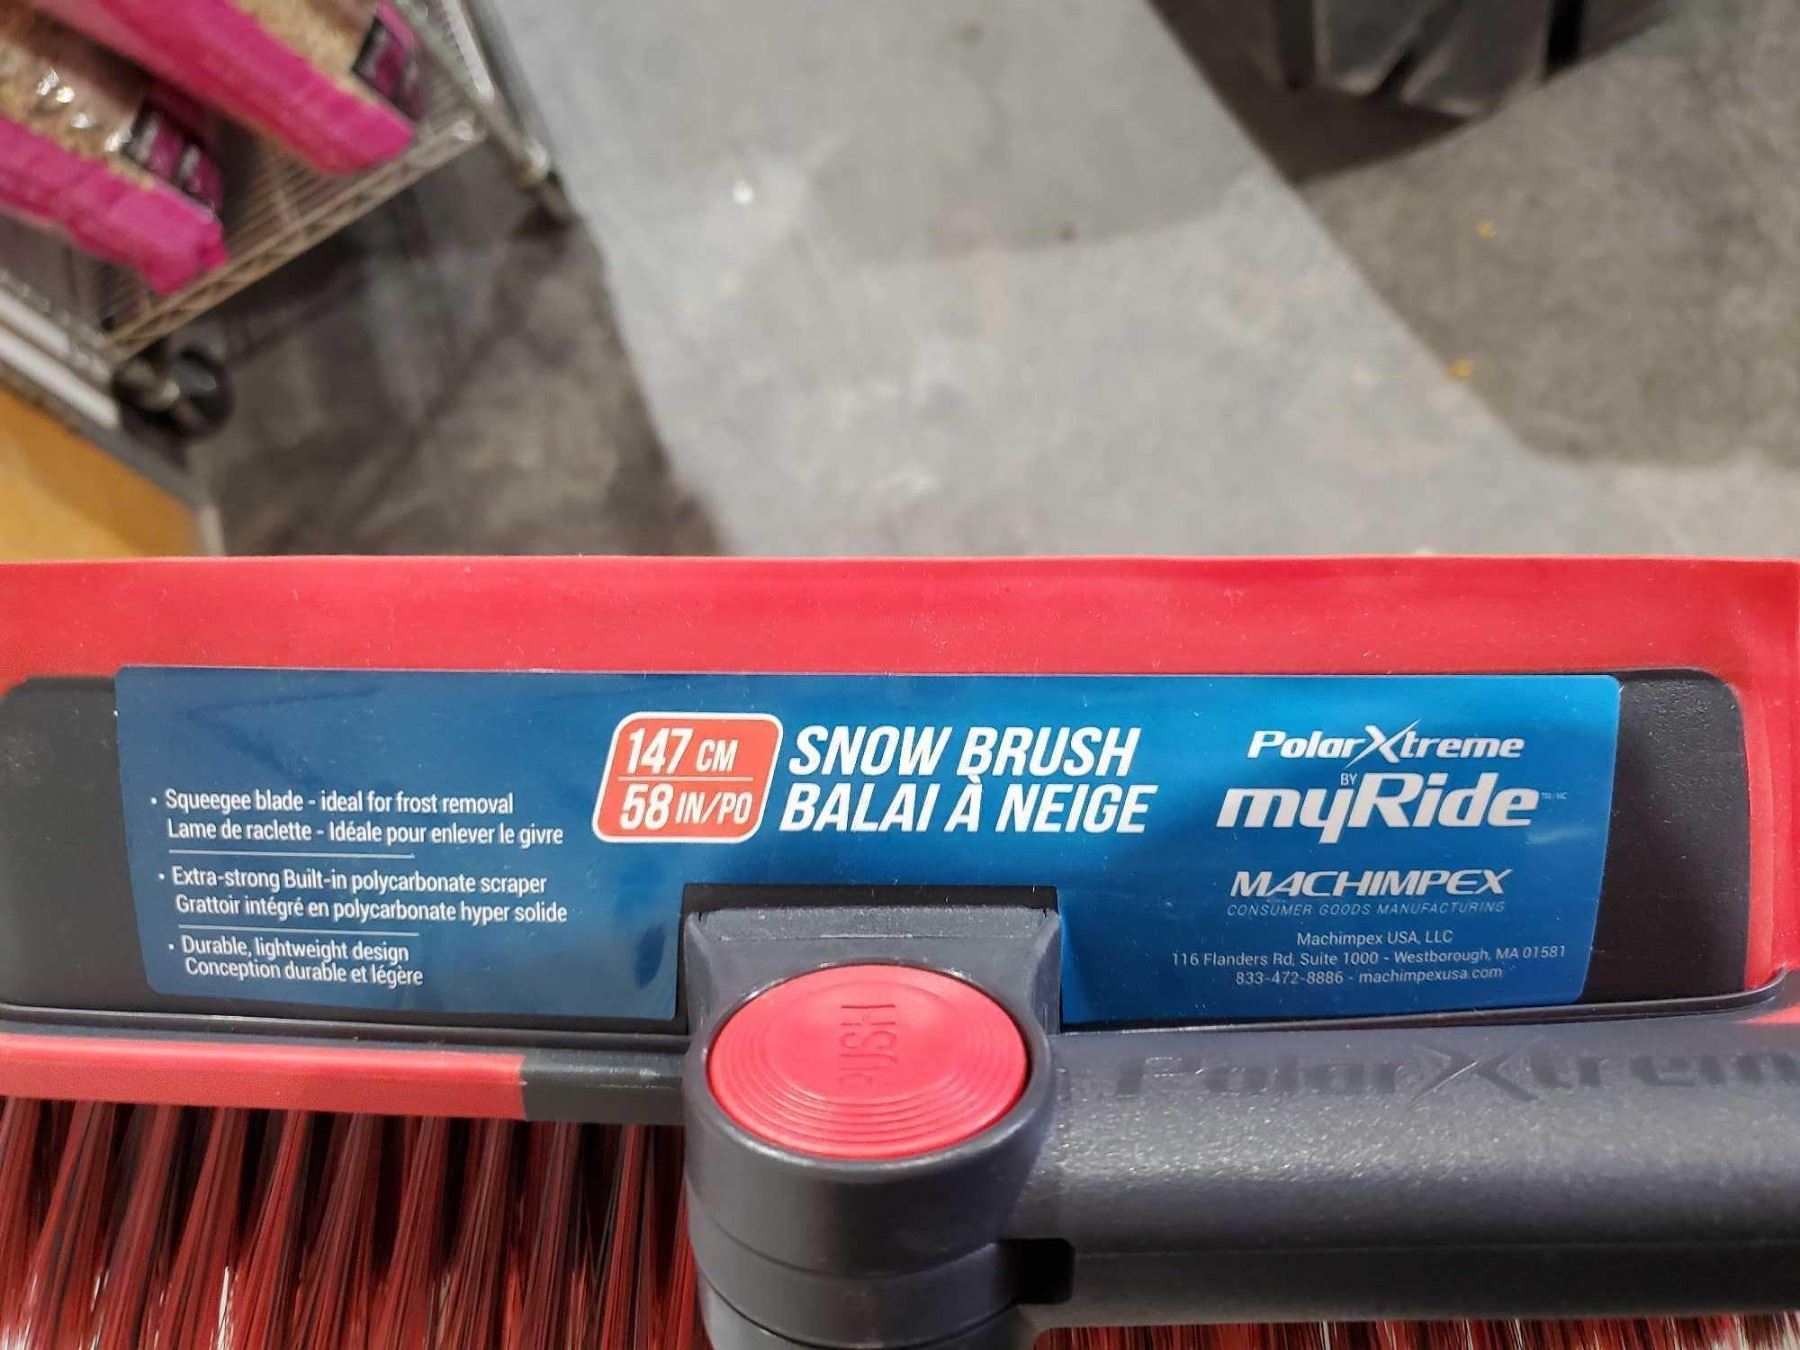 147 CM
58 IN/PO
SNOW BRUSH
BALAI À NEIGE
PolarXtreme
BY
myRide
• Squeegee blade - ideal for frost removal
Lame de raclette - Idéale pour enlever le givre
• Extra-strong Built-in polycarbonate scraper
Grattoir intégré en polycarbonate hyper solide
• Durable, lightweight design
Conception durable et légère
MACHIMPEX
CONSUMER GOODS MANUFACTURING
Machimpex USA, LLC
116 Flanders Rd, Suite 1000 - Westborough, MA 01581
833-472-8886 - machimpexusa.com
PUSH
PolarXtrem